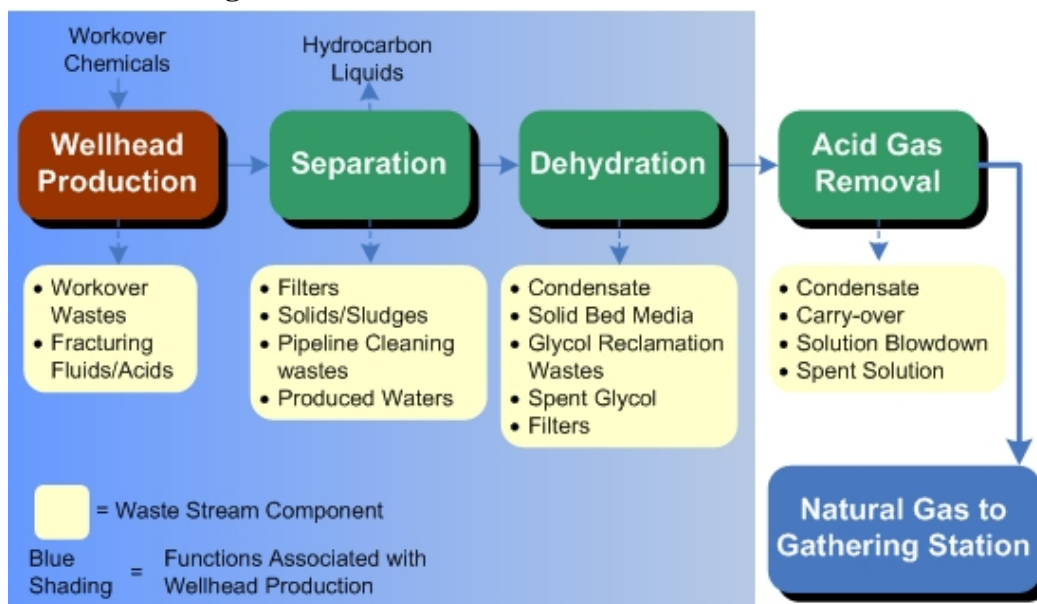 Workover
Chemicals
Hydrocarbon
Liquids
Wellhead
Production
Separation
Dehydration
Acid Gas
Removal
• Workover
Wastes
• Fracturing
Fluids/Acids
• Filters
• Solids/Sludges
• Pipeline Cleaning
wastes
• Produced Waters
• Condensate
• Solid Bed Media
• Glycol Reclamation
Wastes
• Spent Glycol
• Filters
• Condensate
• Carry-over
• Solution Blowdown
• Spent Solution
Natural Gas to
Gathering Station
= Waste Stream Component
Blue
Shading
= Functions Associated with
Wellhead Production